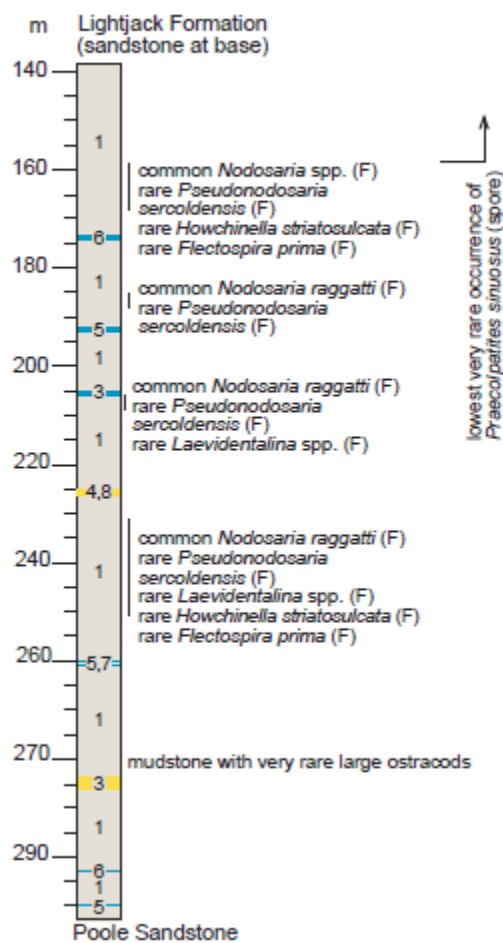 m
Lightjack Formation
(sandstone at base)
140
1
160
common Nodosaria spp. (F)
rare Pseudonodosaria
sercoldensis (F)
rare Howchinella striatosulcata (F)
rare Flectospira prima (F)
6
180
1
common Nodosaria raggatti (F)
rare Pseudonodosaria
sercoldensis (F)
5
200
1
3
common Nodosaria raggatti (F)
rare Pseudonodosaria
sercoldensis (F)
rare Laevidentalina spp. (F)
1
220
4,8
common Nodosaria raggatti (F)
rare Pseudonodosaria
sercoldensis (F)
rare Laevidentalina spp. (F)
rare Howchinella striatosulcata (F)
rare Flectospira prima (F)
240
1
260
5,7
1
270
mudstone with very rare large ostracods
3
1
290
6
1
5
Poole Sandstone
lowest very rare occurrence of
Praecolpatites sinuosus (spore)